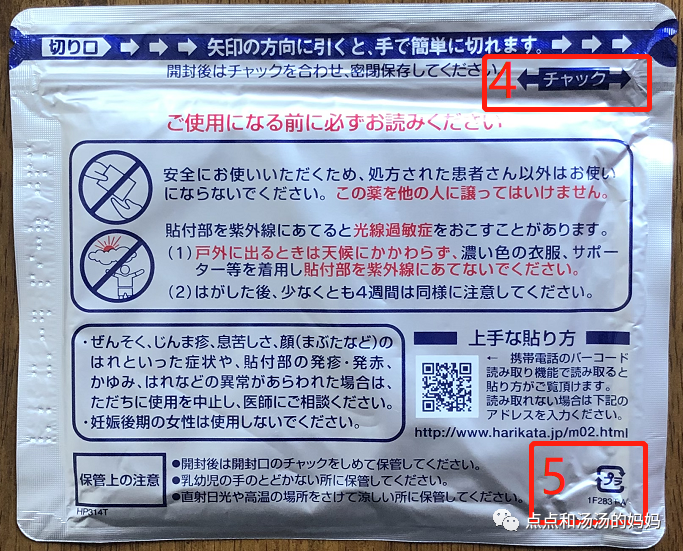 切り口 → → → 矢印の方向に引くと、手で簡単に切れます。→ → →
開封後はチャックを合わせ、密閉保存してください。
4 ←チャック→
ご使用になる前に必ずお読みください
安全にお使いいただくため、処方された患者さん以外はお使い
にならないでください。この薬を他の人に譲ってはいけません。
貼付部を紫外線にあてると光線過敏症をおこすことがあります。
(1)戸外に出るときは天候にかかわらず、濃い色の衣服、サポー
ター等を着用し貼付部を紫外線にあてないでください。
(2)はがした後、少なくとも4週間は同様に注意してください。
・ぜんそく、じんま疹、息苦しさ、顔(まぶたなど)の
はれといった症状や、貼付部の発疹・発赤、
かゆみ、はれなどの異常があらわれた場合は、
ただちに使用を中止し、医師にご相談ください。
・妊娠後期の女性は使用しないでください。
上手な貼り方
← 携帯電話のバーコード
読み取り機能で読み取ると
貼り方がご覧頂けます。
読み取れない場合は下記の
アドレスを入力ください。
http://www.harikata.jp/m02.html
保管上の注意
●開封後は開封口のチャックをしめて保管してください。
●乳幼児の手のとどかない所に保管してください。
●直射日光や高温の場所をさけて涼しい所に保管してください。
HP314T
5
プラ
点点和汤汤的妈妈